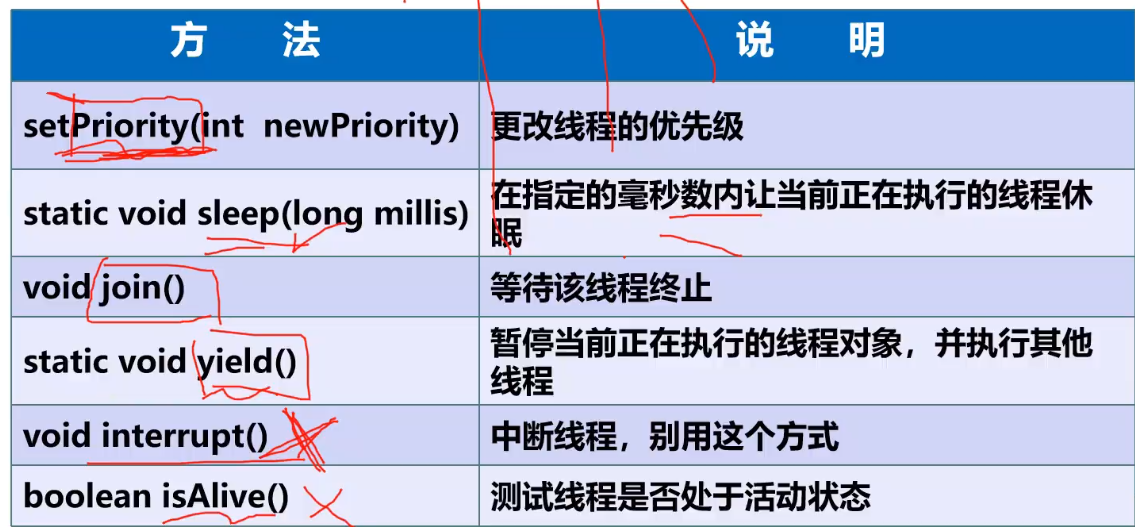 方 法 说 明
setPriority(int newPriority) 更改线程的优先级
static void sleep(long millis) 在指定的毫秒数内让当前正在执行的线程休
眠
void join() 等待该线程终止
static void yield() 暂停当前正在执行的线程对象，并执行其他
线程
void interrupt() 中断线程，别用这个方式
boolean isAlive() 测试线程是否处于活动状态